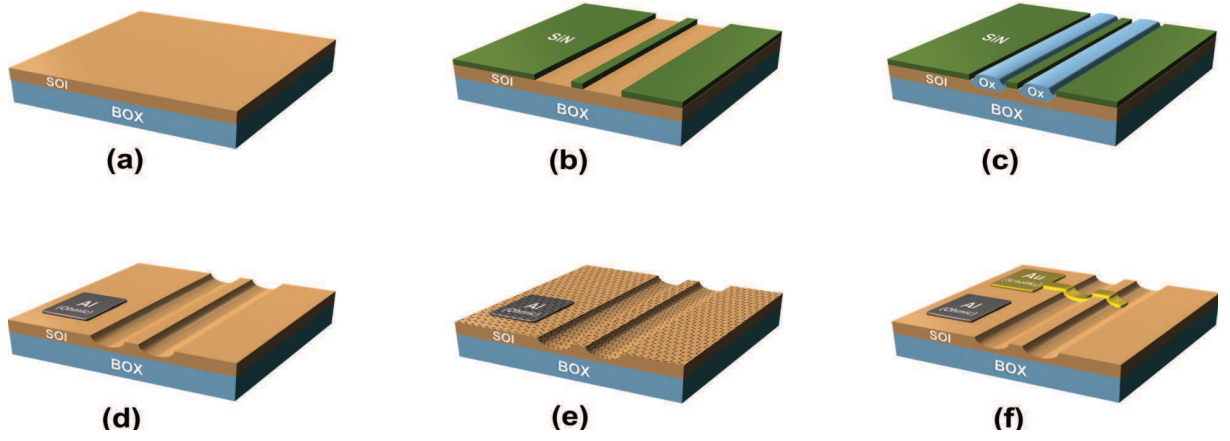 SOI
BOX
(a)
SiN
SOI
BOX
(b)
SiN
SOI
Ox
Ox
BOX
(c)
Al
(Ohmic)
SOI
BOX
(d)
Al
(Ohmic)
SOI
BOX
(e)
Au
(Schottky)
Al
(Ohmic)
SOI
BOX
(f)